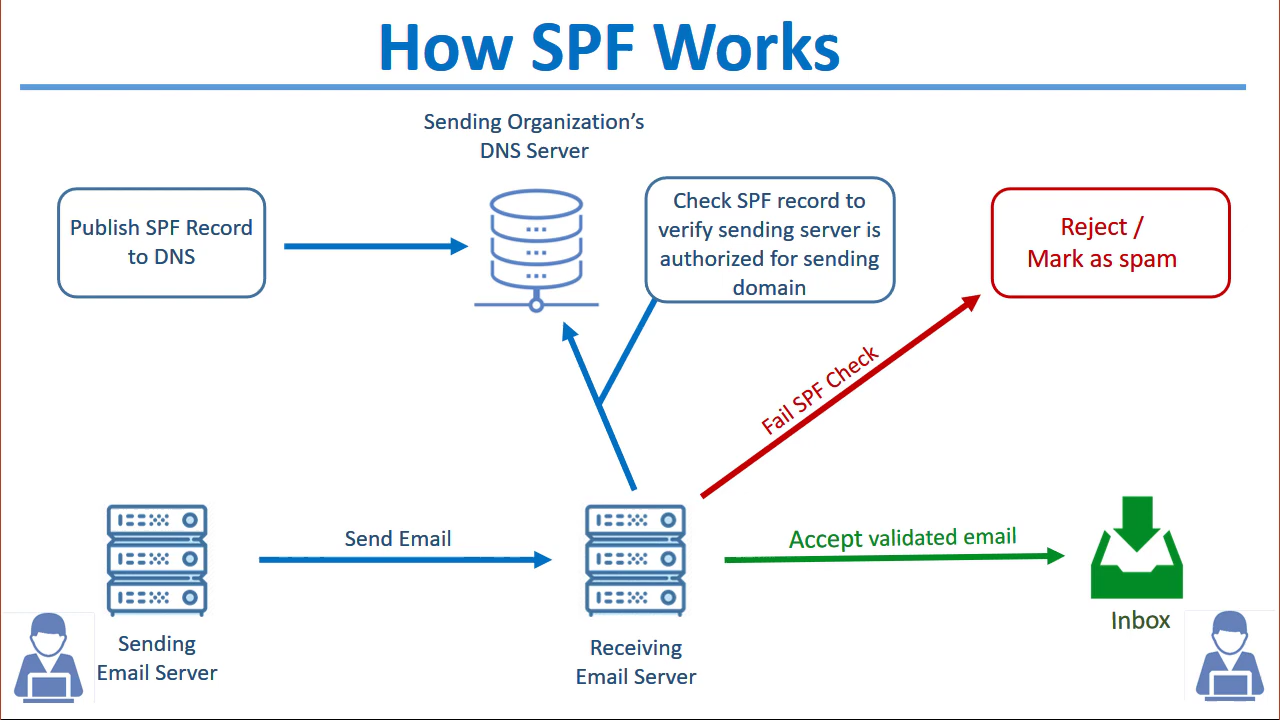 How SPF Works
Sending Organization's
DNS Server
Publish SPF Record
to DNS
Check SPF record to
verify sending server is
authorized for sending
domain
Reject /
Mark as spam
Fail SPF Check
Send Email
Accept validated email
Sending
Email Server
Receiving
Email Server
Inbox